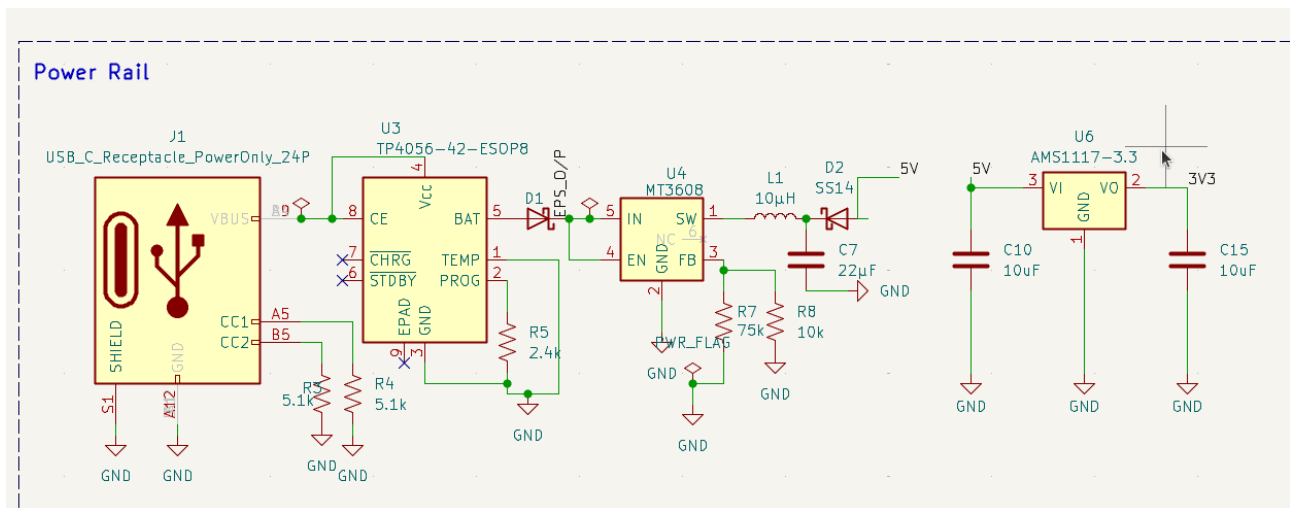 Power Rail
J1
USB_C_Receptacle_PowerOnly_24P
VBUS
A9
CC1
A5
CC2
B5
SHIELD
GND
S1
A12
GND
GND
R3
5.1k
GND
R4
5.1k
GND
U3
TP4056-42-ESOP8
4
Vcc
8
CE
BAT
5
7
CHRG
TEMP
1
6
STDBY
PROG
2
EPAD
GND
9
3
R5
2.4k
GND
D1
EPS_D/P
U4
MT3608
5
IN
SW
1
NC
6
4
EN
FB
3
GND
2
GND
L1
10µH
D2
SS14
5V
C7
22µF
GND
R7
75k
R8
10k
GND
PWR_FLAG
GND
U6
AMS1117-3.3
5V
3
VI
VO
2
3V3
GND
1
C10
10uF
C15
10uF
GND
GND
GND